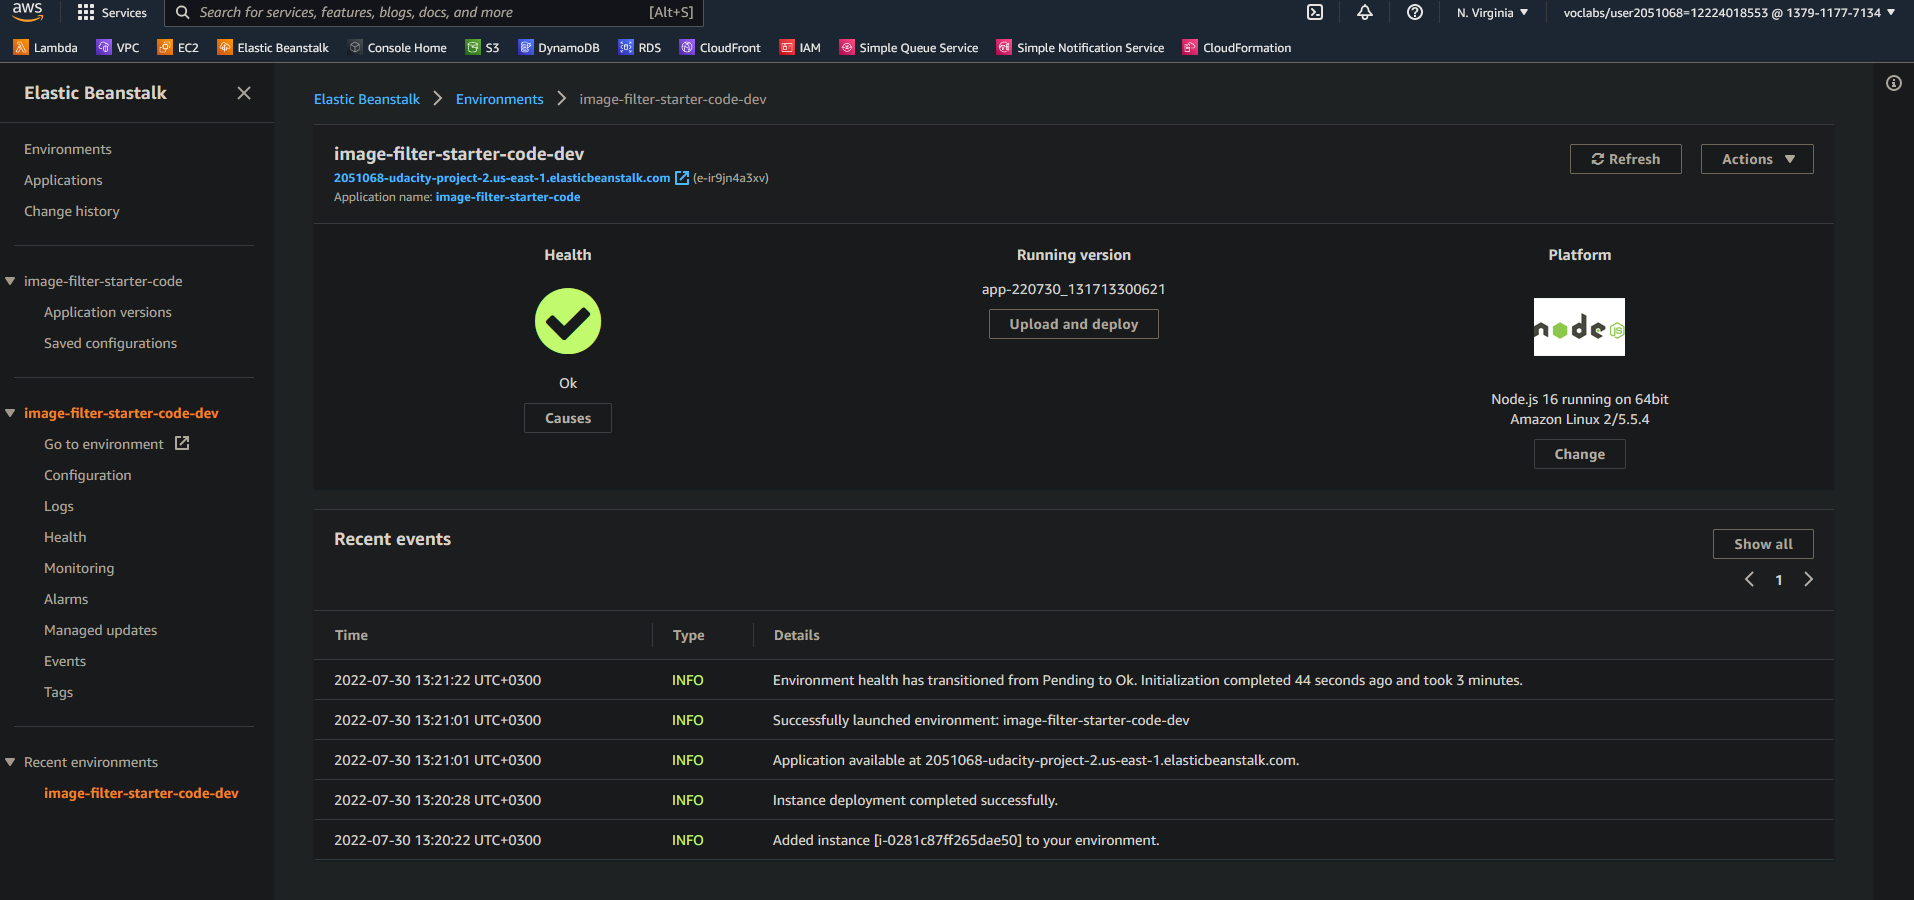 aws
Services
Search for services, features, blogs, docs, and more
[Alt+S]
N. Virginia
voclabs/user2051068=12224018553 @ 1379-1177-7134
Lambda
VPC
EC2
Elastic Beanstalk
Console Home
S3
DynamoDB
RDS
CloudFront
IAM
Simple Queue Service
Simple Notification Service
CloudFormation
Elastic Beanstalk
Environments
Applications
Change history
image-filter-starter-code
Application versions
Saved configurations
image-filter-starter-code-dev
Go to environment
Configuration
Logs
Health
Monitoring
Alarms
Managed updates
Events
Tags
Recent environments
image-filter-starter-code-dev
Elastic Beanstalk > Environments > image-filter-starter-code-dev
image-filter-starter-code-dev
2051068-udacity-project-2.us-east-1.elasticbeanstalk.com (e-ir9jn4a3xv)
Application name: image-filter-starter-code
Refresh
Actions
Health
Ok
Causes
Running version
app-220730_131713300621
Upload and deploy
Platform
node JS
Node.js 16 running on 64bit
Amazon Linux 2/5.5.4
Change
Recent events
Show all
1
Time Type Details
2022-07-30 13:21:22 UTC+0300 INFO Environment health has transitioned from Pending to Ok. Initialization completed 44 seconds ago and took 3 minutes.
2022-07-30 13:21:01 UTC+0300 INFO Successfully launched environment: image-filter-starter-code-dev
2022-07-30 13:21:01 UTC+0300 INFO Application available at 2051068-udacity-project-2.us-east-1.elasticbeanstalk.com.
2022-07-30 13:20:28 UTC+0300 INFO Instance deployment completed successfully.
2022-07-30 13:20:22 UTC+0300 INFO Added instance [i-0281c87ff265dae50] to your environment.